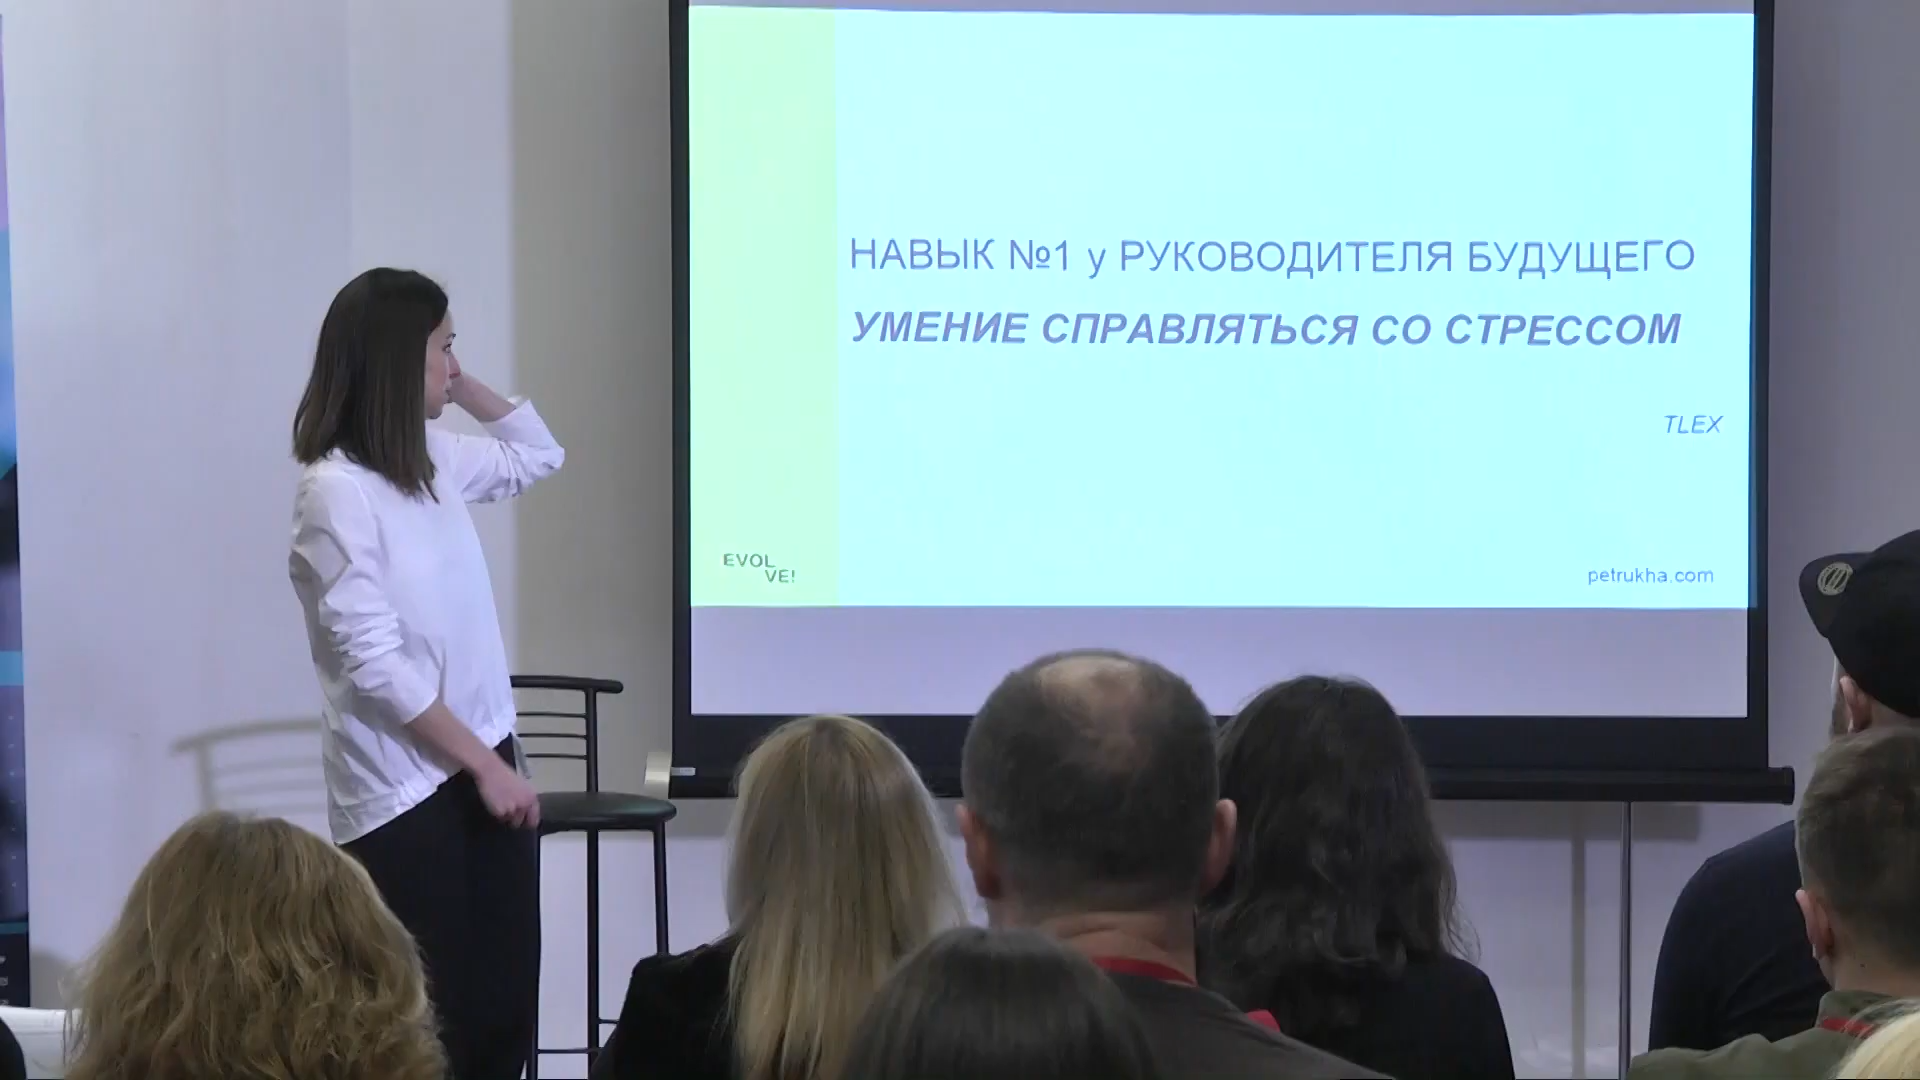 НАВЫК №1 у РУКОВОДИТЕЛЯ БУДУЩЕГО
УМЕНИЕ СПРАВЛЯТЬСЯ СО СТРЕССОМ
TLEX
EVOL
VE!
petrukha.com